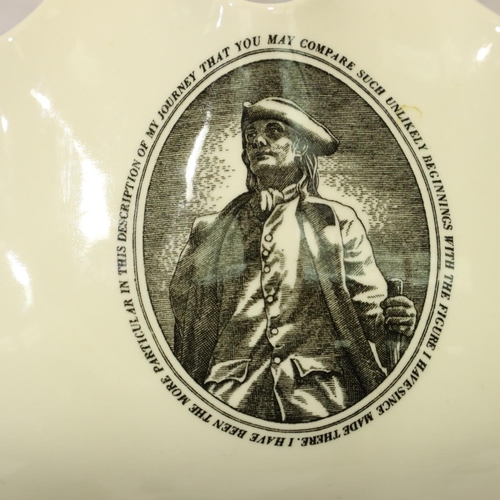 I HAVE BEEN THE MORE PARTICULAR IN THIS DESCRIPTION OF MY JOURNEY THAT YOU MAY COMPARE SUCH UNLIKELY BEGINNINGS WITH THE FIGURE I HAVESINCE MADE THERE.